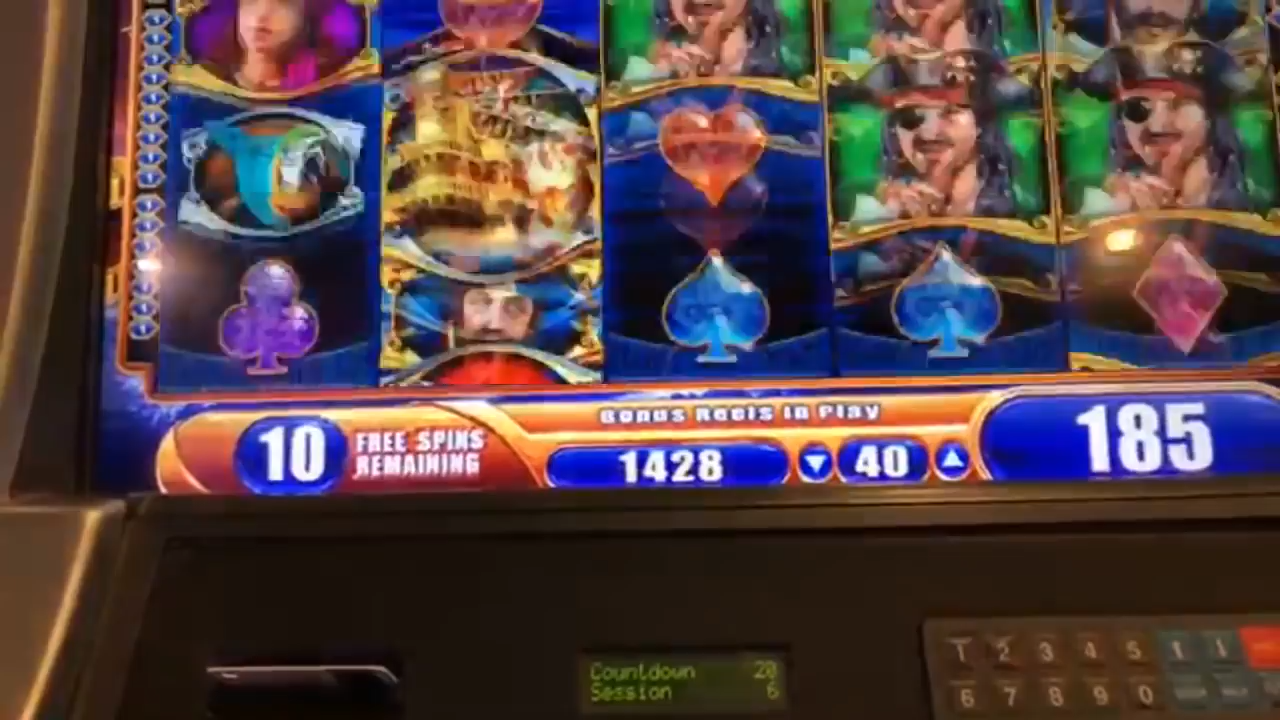 Bonus Reels In Play
10 FREE SPINS REMAINING
1428
40
185
Countdown 20
Session 6
1 2 3 4 5
6 7 8 9 0